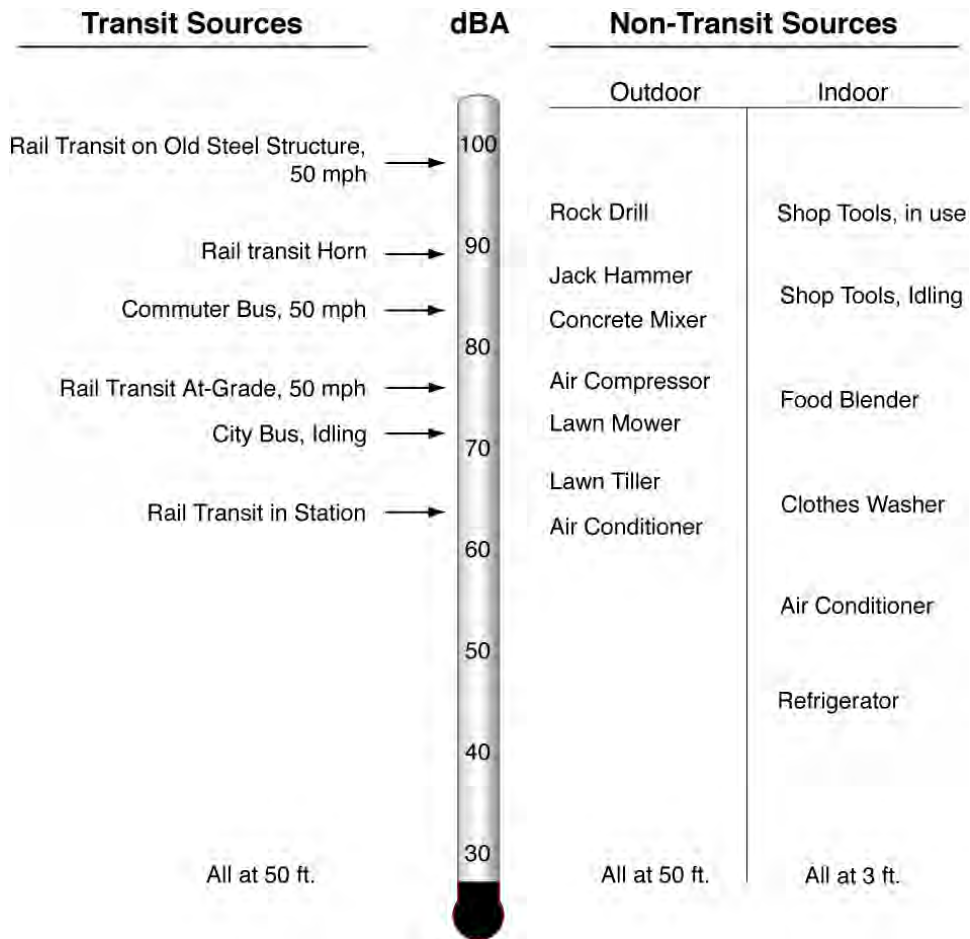 Transit Sources
dBA
Non-Transit Sources
Outdoor
Indoor
Rail Transit on Old Steel Structure,
50 mph
Rail transit Horn
Commuter Bus, 50 mph
Rail Transit At-Grade, 50 mph
City Bus, Idling
Rail Transit in Station
All at 50 ft.
100
90
80
70
60
50
40
30
Rock Drill
Jack Hammer
Concrete Mixer
Air Compressor
Lawn Mower
Lawn Tiller
Air Conditioner
All at 50 ft.
Shop Tools, in use
Shop Tools, Idling
Food Blender
Clothes Washer
Air Conditioner
Refrigerator
All at 3 ft.